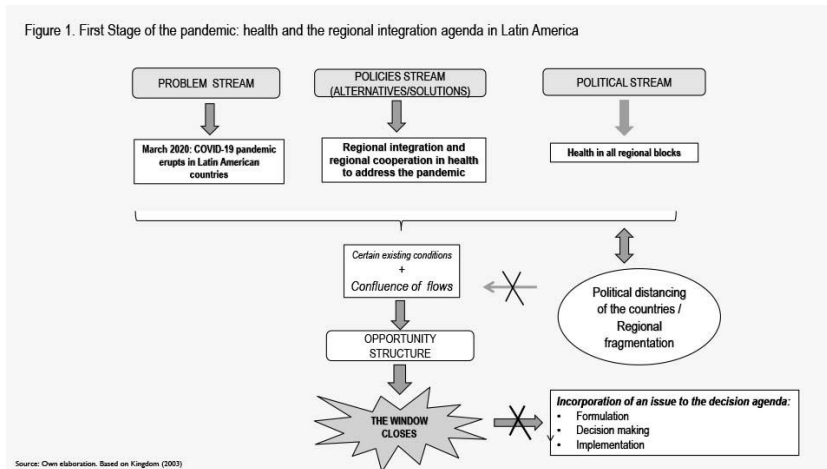 Figure 1. First Stage of the pandemic: health and the regional integration agenda in Latin America
PROBLEM STREAM
POLICIES STREAM
(ALTERNATIVES/SOLUTIONS)
POLITICAL STREAM
March 2020: COVID-19 pandemic
erupts in Latin American
countries
Regional integration and
regional cooperation in health
to address the pandemic
Health in all regional blocks
Certain existing conditions
+
Confluence of flows
Political distancing
of the countries /
Regional
fragmentation
OPPORTUNITY
STRUCTURE
THE WINDOW
CLOSES
Incorporation of an issue to the decision agenda:
• Formulation
• Decision making
• Implementation
Source: Own elaboration. Based on Kingdom (2003)